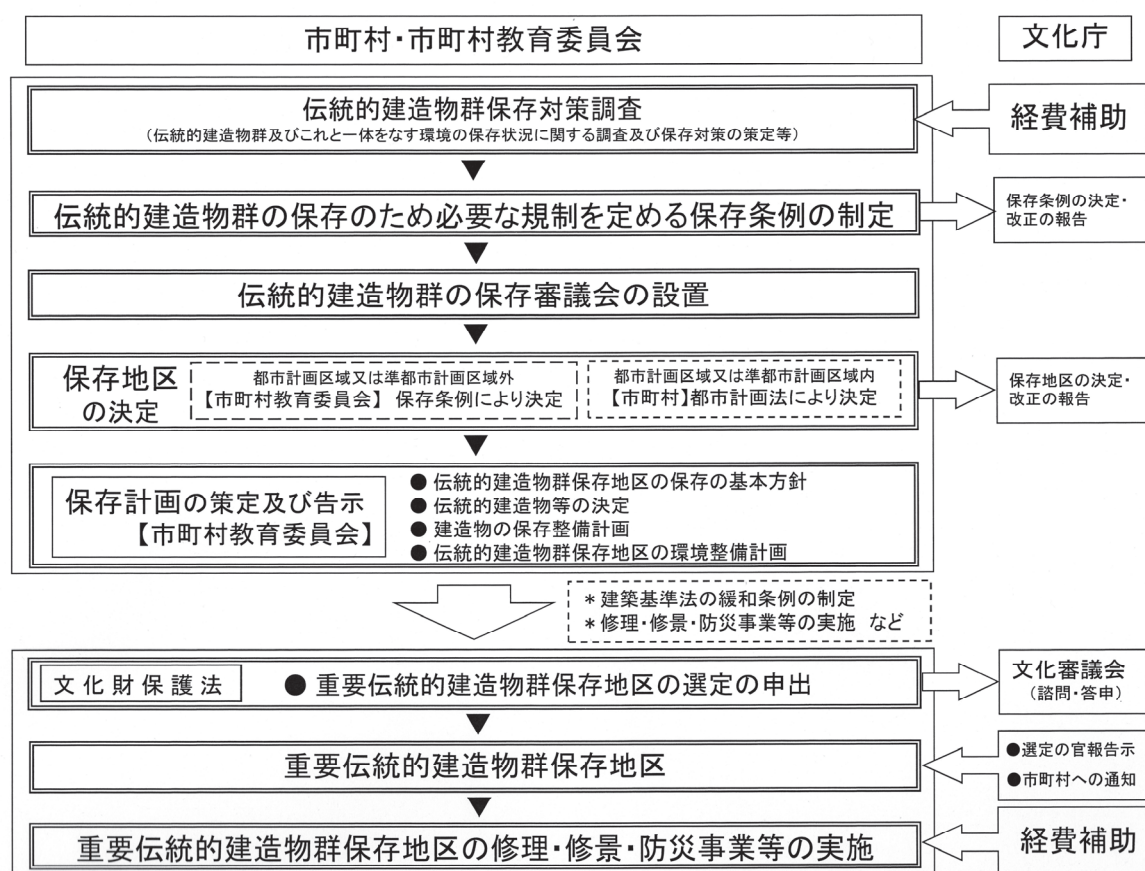 市町村・市町村教育委員会
文化庁
伝統的建造物群保存対策調査
（伝統的建造物群及びこれと一体をなす環境の保存状況に関する調査及び保存対策の策定等）
経費補助
▼
伝統的建造物群の保存のため必要な規制を定める保存条例の制定
保存条例の決定・
改正の報告
▼
伝統的建造物群の保存審議会の設置
▼
保存地区
の決定
都市計画区域又は準都市計画区域外
【市町村教育委員会】 保存条例により決定
都市計画区域又は準都市計画区域内
【市町村】都市計画法により決定
保存地区の決定・
改正の報告
▼
保存計画の策定及び告示
【市町村教育委員会】
● 伝統的建造物群保存地区の保存の基本方針
● 伝統的建造物等の決定
● 建造物の保存整備計画
● 伝統的建造物群保存地区の環境整備計画
＊建築基準法の緩和条例の制定
＊修理・修景・防災事業等の実施 など
文化財保護法
● 重要伝統的建造物群保存地区の選定の申出
文化審議会
（諮問・答申）
▼
重要伝統的建造物群保存地区
●選定の官報告示
●市町村への通知
▼
重要伝統的建造物群保存地区の修理・修景・防災事業等の実施
経費補助